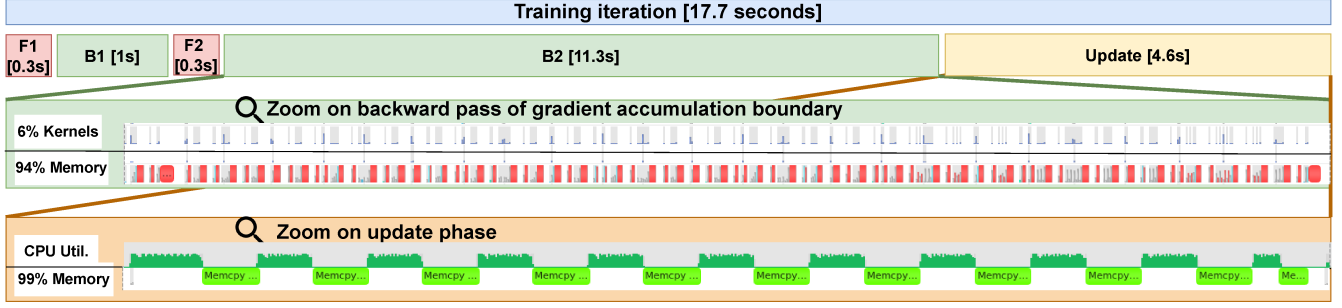 Training iteration [17.7 seconds]
F1
[0.3s]
B1 [1s]
F2
[0.3s]
B2 [11.3s]
Update [4.6s]
Zoom on backward pass of gradient accumulation boundary
6% Kernels
94% Memory
Zoom on update phase
CPU Util.
99% Memory
Memcpy ...
Memcpy...
Memcpy ...
Memcpy ...
Memcpy...
Memcpy ...
Memcpy...
Memcpy ...
Memcpy ...
Memcpy...
Me...